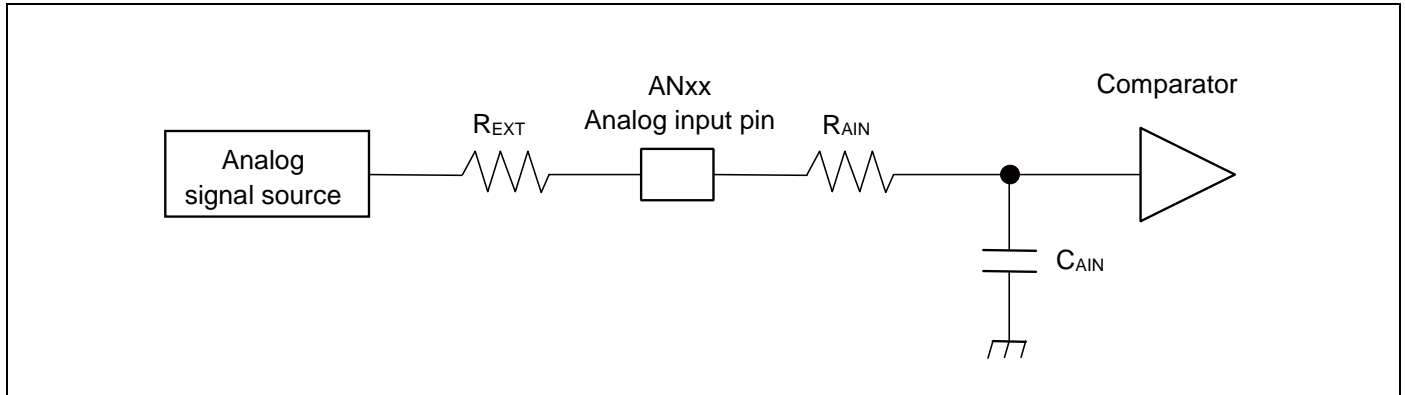 ANxx
Analog input pin
Comparator
Analog
signal source
REXT
RAIN
CAIN